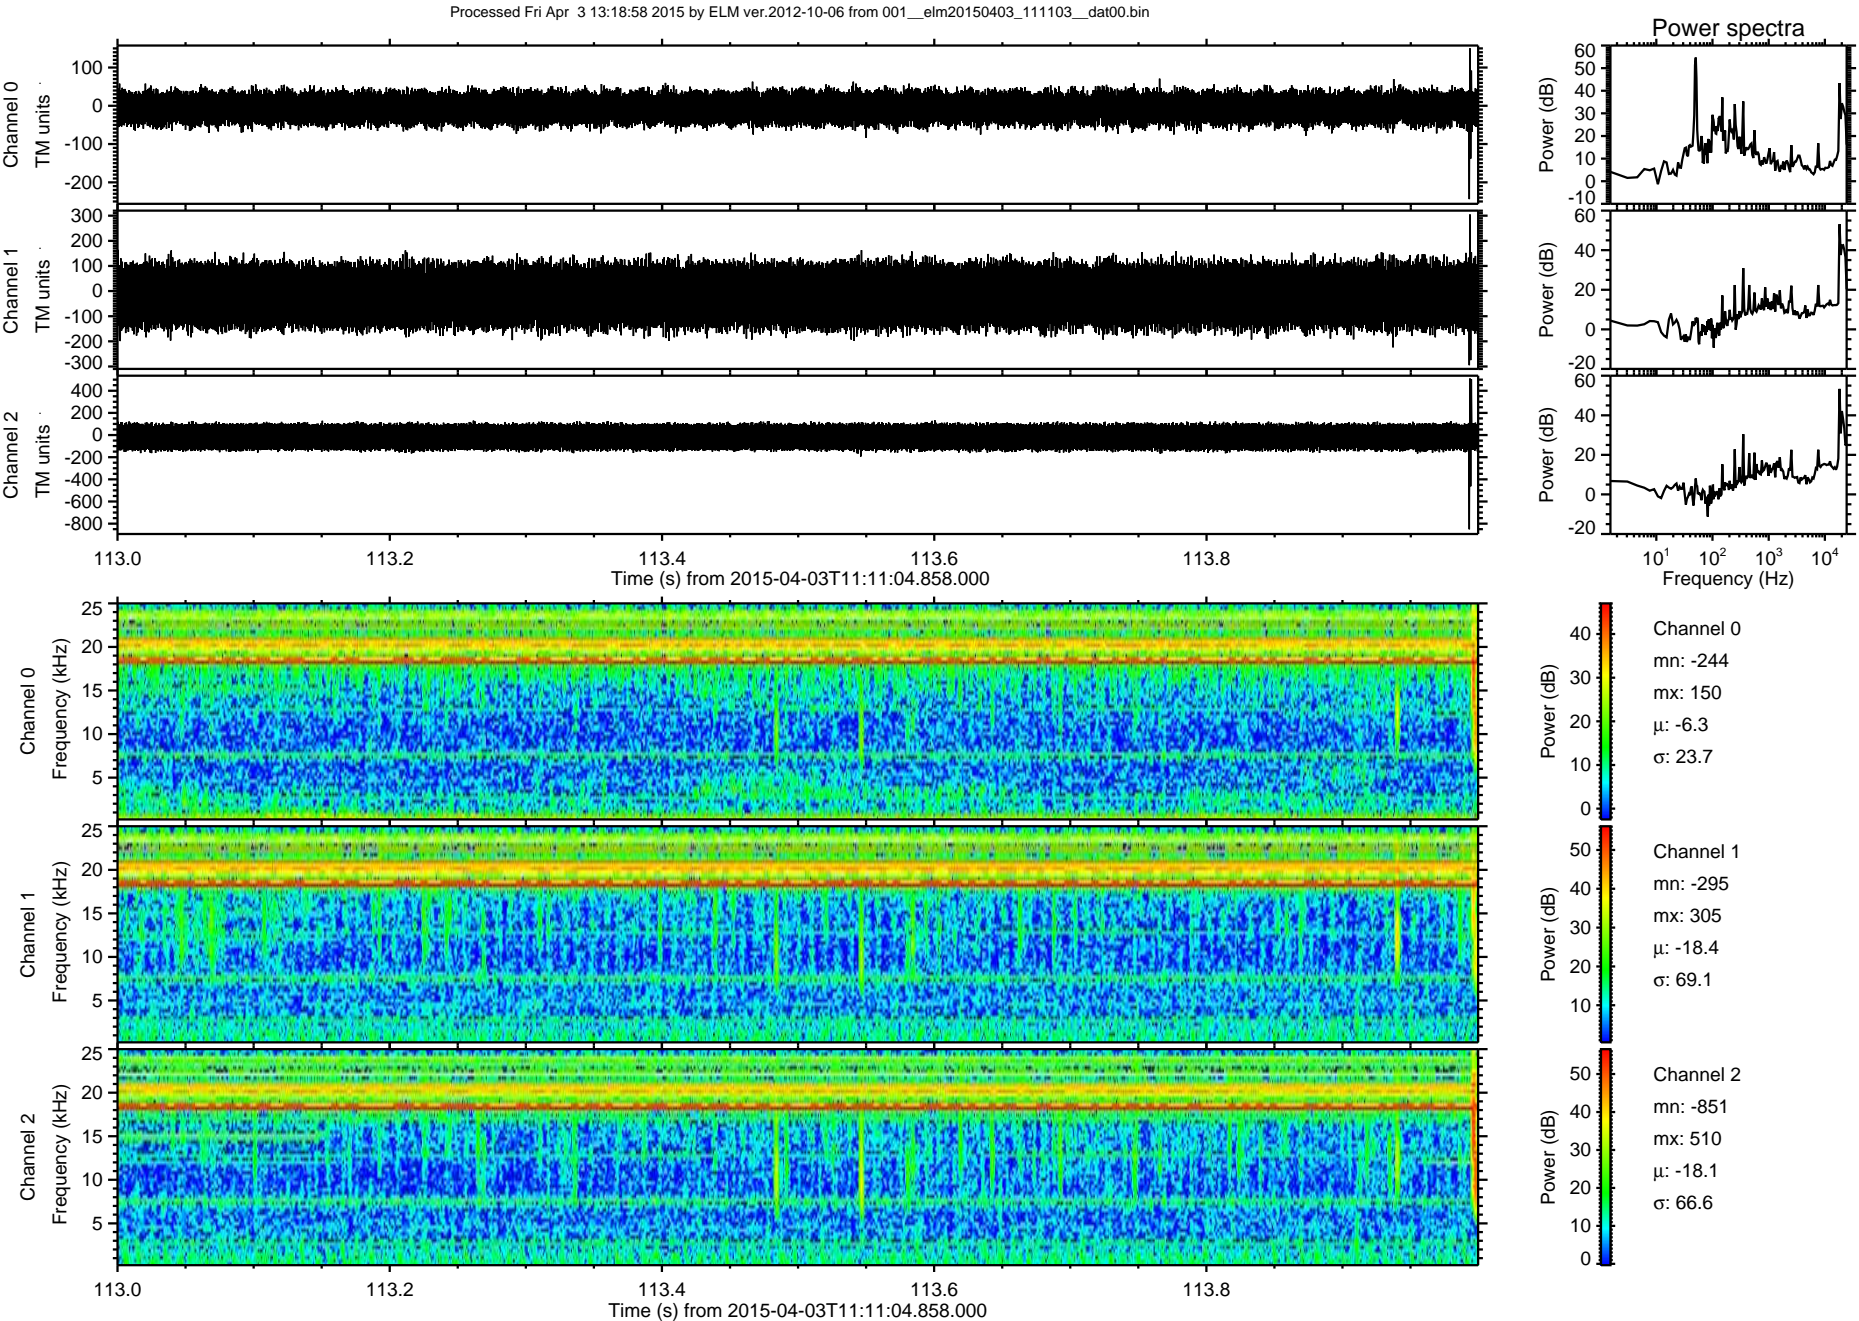 Processed Fri Apr  3 13:18:58 2015 by ELM ver.2012-10-06 from 001__elm20150403_111103__dat00.bin
Power spectra
Channel 0
TM units
100
0
-100
-200
Power (dB)
60
50
40
30
20
10
0
-10
Channel 1
TM units
300
200
100
0
-100
-200
-300
Power (dB)
60
40
20
0
-20
Channel 2
TM units
400
200
0
-200
-400
-600
-800
Power (dB)
60
40
20
0
-20
113.0 113.2 113.4 113.6 113.8
Time (s) from 2015-04-03T11:11:04.858.000
10¹ 10² 10³ 10⁴
Frequency (Hz)
Channel 0
Frequency (kHz)
25
20
15
10
5
Power (dB)
40
30
20
10
0
Channel 0
mn: -244
mx: 150
μ: -6.3
σ: 23.7
Channel 1
Frequency (kHz)
25
20
15
10
5
Power (dB)
50
40
30
20
10
Channel 1
mn: -295
mx: 305
μ: -18.4
σ: 69.1
Channel 2
Frequency (kHz)
25
20
15
10
5
Power (dB)
50
40
30
20
10
0
Channel 2
mn: -851
mx: 510
μ: -18.1
σ: 66.6
113.0 113.2 113.4 113.6 113.8
Time (s) from 2015-04-03T11:11:04.858.000